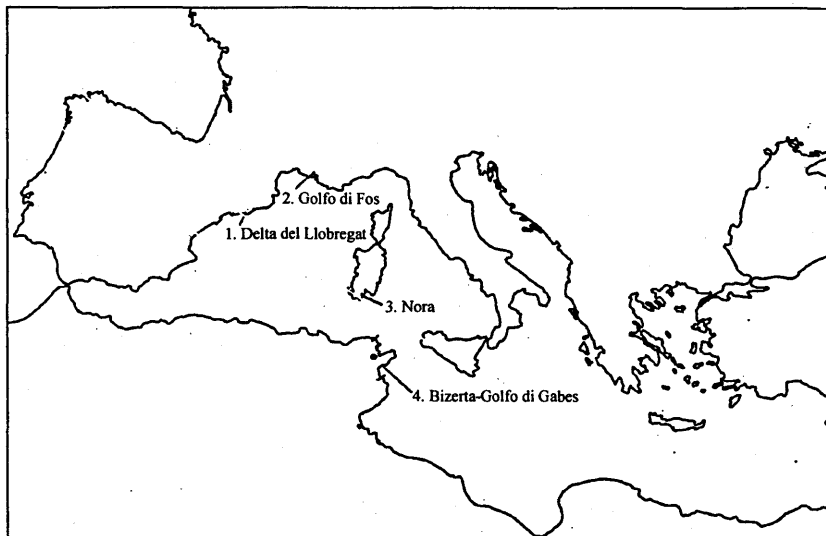 2. Golfo di Fos
1. Delta del Llobregat
3. Nora
4. Bizerta-Golfo di Gabes